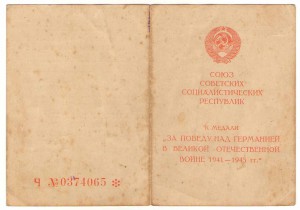 Ч № 0374065
СОЮЗ
СОВЕТСКИХ
СОЦИАЛИСТИЧЕСКИХ
РЕСПУБЛИК
К МЕДАЛИ
„ЗА ПОБЕДУ НАД ГЕРМАНИЕЙ
В ВЕЛИКОЙ ОТЕЧЕСТВЕННОЙ
ВОЙНЕ 1941—1945 гг.“